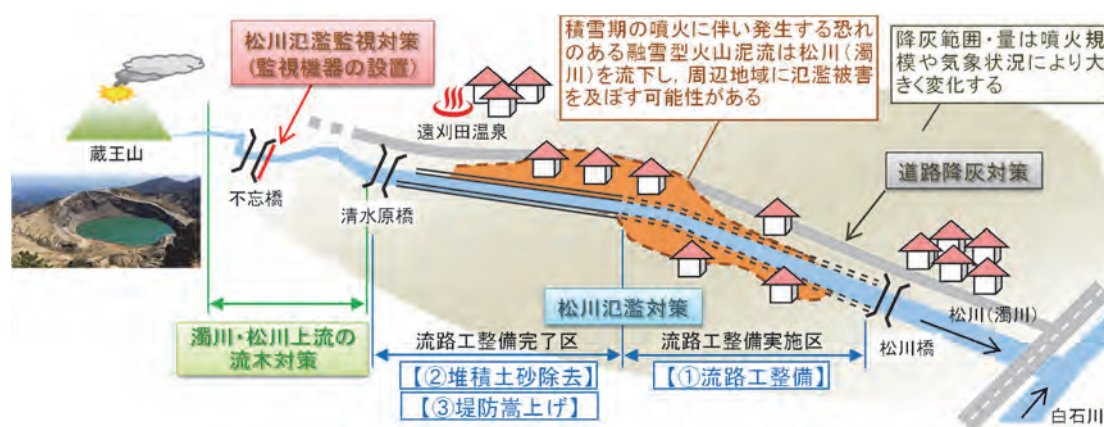 松川氾濫監視対策
(監視機器の設置)
積雪期の噴火に伴い発生する恐れ
のある融雪型火山泥流は松川(濁
川)を流下し,周辺地域に氾濫被害
を及ぼす可能性がある
降灰範囲・量は噴火規
模や気象状況により大
きく変化する
遠刈田温泉
蔵王山
道路降灰対策
不忘橋
清水原橋
松川氾濫対策
松川(濁川)
濁川・松川上流の
流木対策
流路工整備完了区
流路工整備実施区
松川橋
【②堆積土砂除去】
【①流路工整備】
【③堤防嵩上げ】
白石川